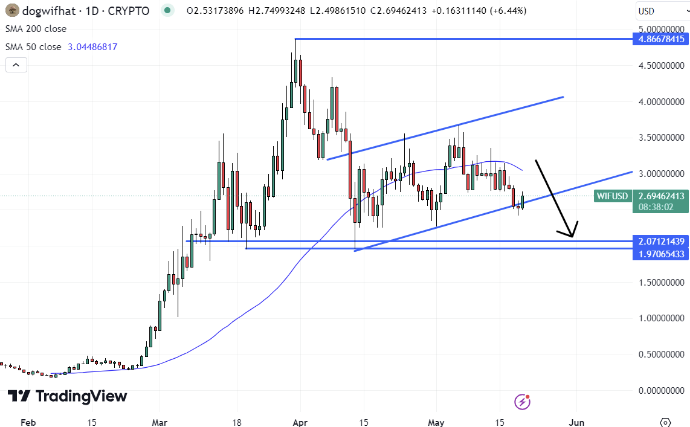 dogwifhat · 1D · CRYPTO O2.53173896 H2.74993248 L2.49861510 C2.69462413 +0.16311140 (+6.44%) USD
SMA 200 close
SMA 50 close 3.04486817
5.00000000
4.86678415
4.50000000
4.00000000
3.50000000
3.00000000
WIFUSD 2.69462413
08:38:02
2.07121439
1.97065433
1.50000000
1.00000000
0.50000000
0.00000000
TradingView
Feb 15 Mar 18 Apr 15 May 15 Jun